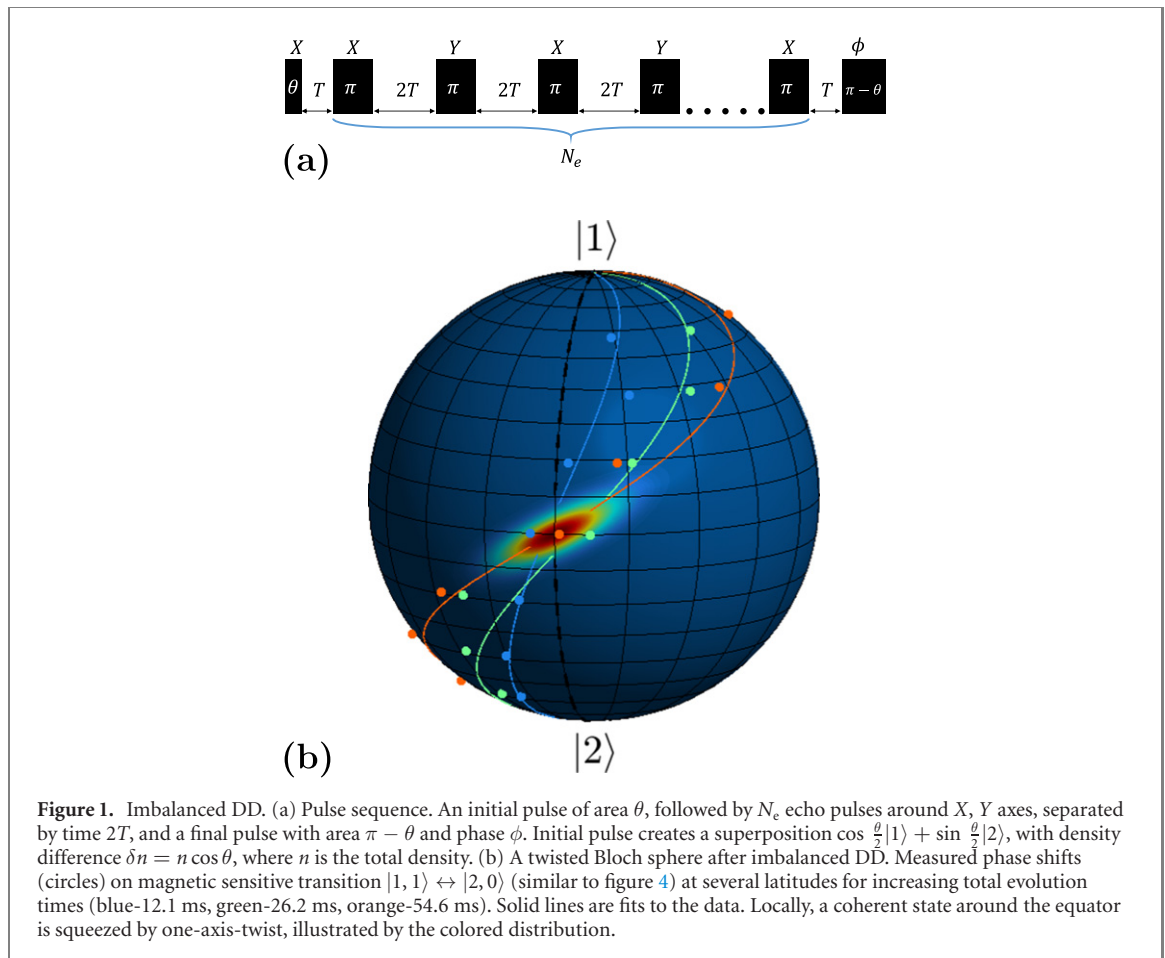 X X Y X Y X ϕ
θ T π 2T π 2T π 2T π π T π − θ
(a)
N_e
|1⟩
|2⟩
(b)
Figure 1. Imbalanced DD. (a) Pulse sequence. An initial pulse of area θ, followed by N_e echo pulses around X, Y axes, separated
by time 2T, and a final pulse with area π − θ and phase ϕ. Initial pulse creates a superposition cos θ/2|1⟩ + sin θ/2|2⟩, with density
difference δn = n cos θ, where n is the total density. (b) A twisted Bloch sphere after imbalanced DD. Measured phase shifts
(circles) on magnetic sensitive transition |1, 1⟩ ↔ |2, 0⟩ (similar to figure 4) at several latitudes for increasing total evolution
times (blue-12.1 ms, green-26.2 ms, orange-54.6 ms). Solid lines are fits to the data. Locally, a coherent state around the equator
is squeezed by one-axis-twist, illustrated by the colored distribution.